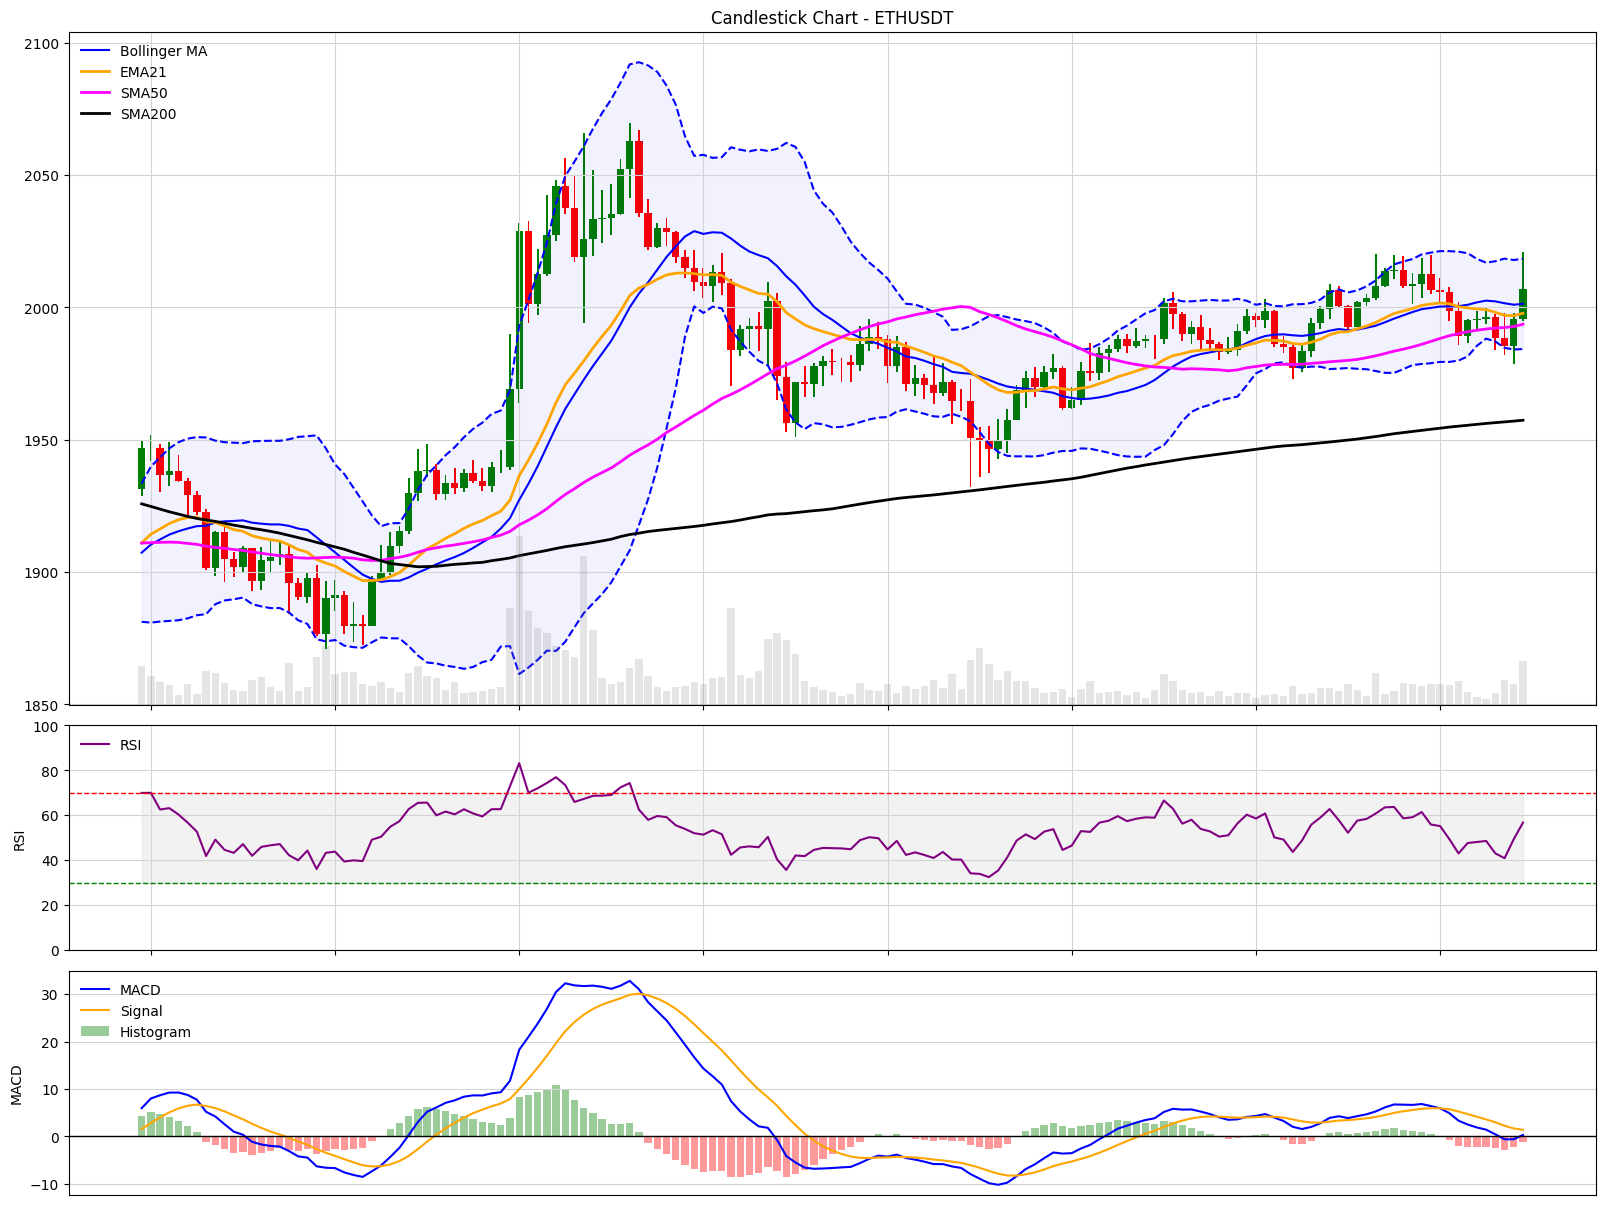 Candlestick Chart - ETHUSDT
Bollinger MA
EMA21
SMA50
SMA200
2100
2050
2000
1950
1900
1850
RSI
RSI
100
80
60
40
20
0
MACD
Signal
Histogram
MACD
30
20
10
0
−10